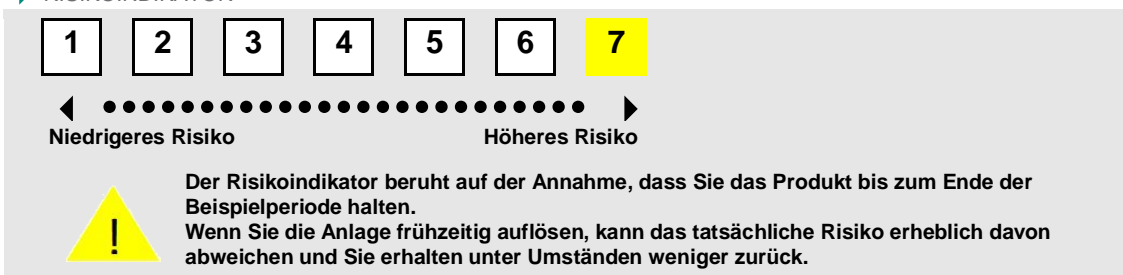 RISIKOINDIKATOR
1 2 3 4 5 6 7
Niedrigeres Risiko Höheres Risiko
Der Risikoindikator beruht auf der Annahme, dass Sie das Produkt bis zum Ende der
Beispielperiode halten.
! Wenn Sie die Anlage frühzeitig auflösen, kann das tatsächliche Risiko erheblich davon
abweichen und Sie erhalten unter Umständen weniger zurück.